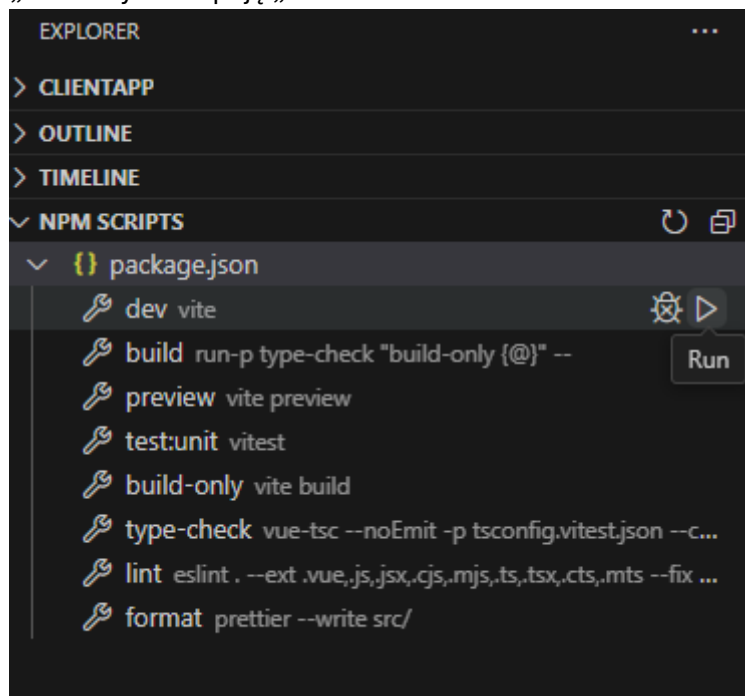 EXPLORER ...
CLIENTAPP
OUTLINE
TIMELINE
NPM SCRIPTS
{} package.json
dev vite
build run-p type-check "build-only {@}" --
Run
preview vite preview
test:unit vitest
build-only vite build
type-check vue-tsc --noEmit -p tsconfig.vitest.json --c...
lint eslint . --ext .vue,.js,.jsx,.cjs,.mjs,.ts,.tsx,.cts,.mts --fix ...
format prettier --write src/